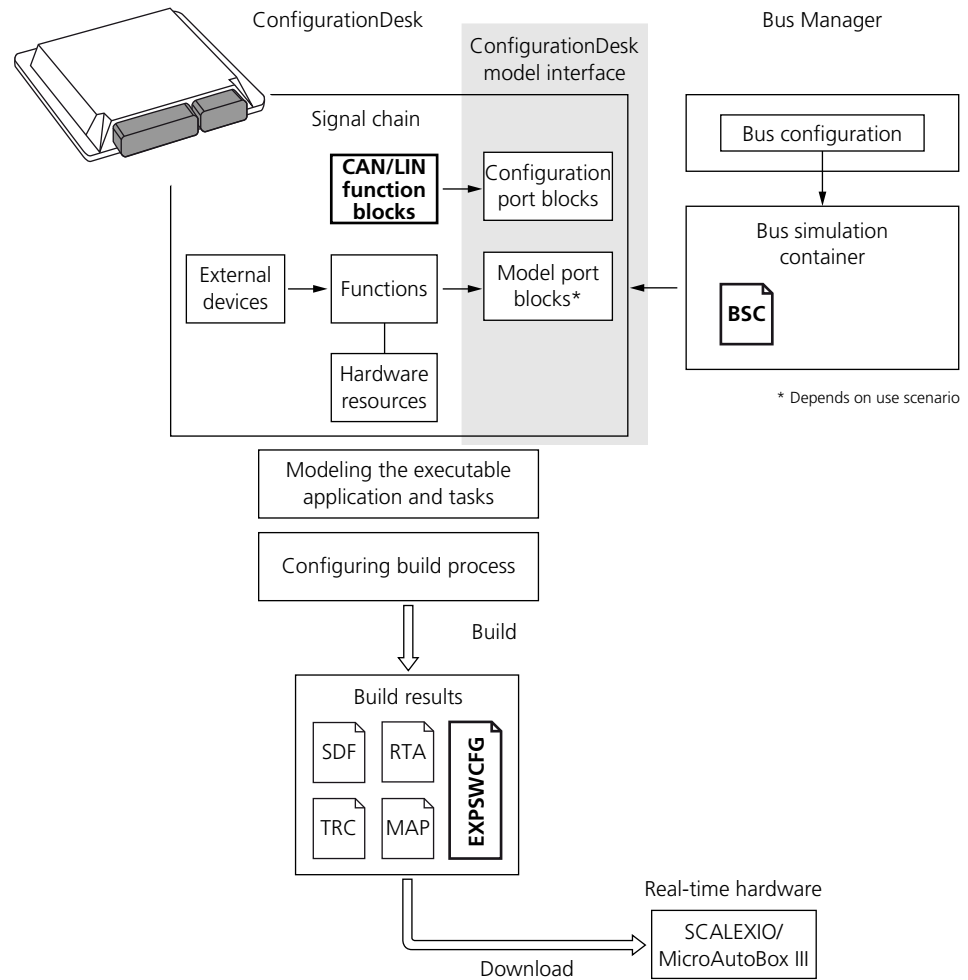 ConfigurationDesk
Bus Manager
ConfigurationDesk
model interface
Signal chain
CAN/LIN
function
blocks
Configuration
port blocks
Bus configuration
Bus simulation
container
BSC
External
devices
Functions
Model port
blocks*
Hardware
resources
* Depends on use scenario
Modeling the executable
application and tasks
Configuring build process
Build
Build results
SDF
RTA
EXPSWCFG
TRC
MAP
Real-time hardware
SCALEXIO/
MicroAutoBox III
Download